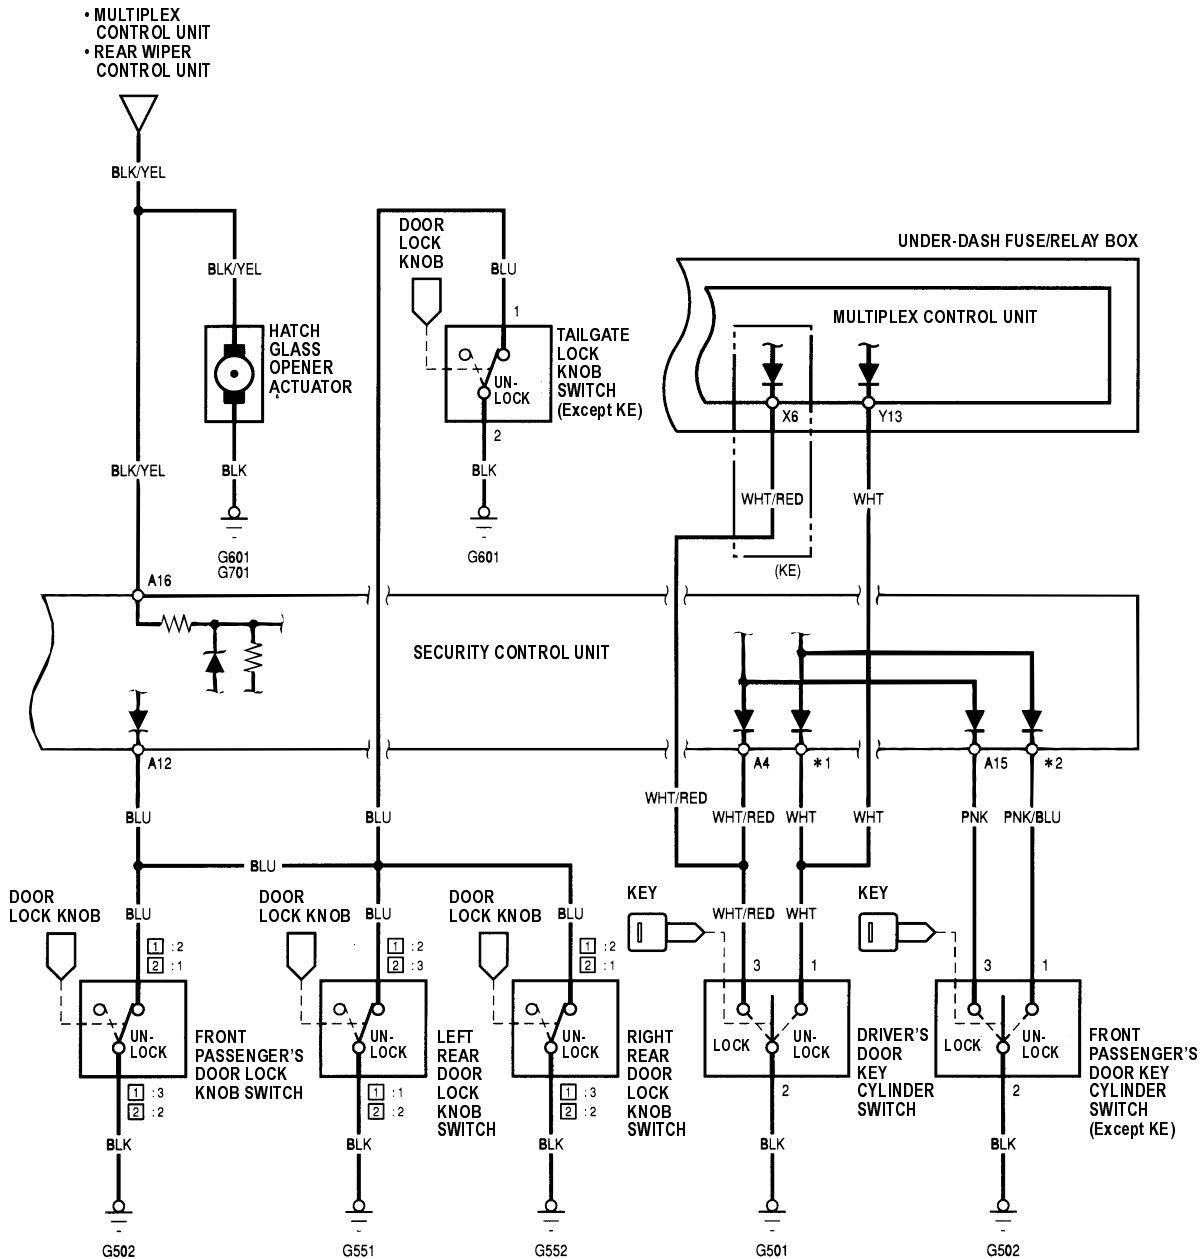 • MULTIPLEX
CONTROL UNIT
• REAR WIPER
CONTROL UNIT
BLK/YEL
BLK/YEL
BLK/YEL
HATCH
GLASS
OPENER
ACTUATOR
BLK
G601
G701
DOOR
LOCK
KNOB
BLU
1
TAILGATE
LOCK
KNOB
SWITCH
(Except KE)
UN-
LOCK
2
BLK
G601
UNDER-DASH FUSE/RELAY BOX
MULTIPLEX CONTROL UNIT
X6
Y13
WHT/RED
WHT
(KE)
A16
SECURITY CONTROL UNIT
A12
A4
*1
A15
*2
BLU
BLU
WHT/RED
WHT/RED
WHT
WHT
PNK
PNK/BLU
BLU
DOOR
LOCK KNOB
BLU
1 :2
2 :1
UN-
LOCK
FRONT
PASSENGER'S
DOOR LOCK
KNOB SWITCH
1 :3
2 :2
BLK
G502
DOOR
LOCK KNOB
BLU
1 :2
2 :3
UN-
LOCK
LEFT
REAR
DOOR
LOCK
KNOB
SWITCH
1 :1
2 :2
BLK
G551
DOOR
LOCK KNOB
BLU
1 :2
2 :1
UN-
LOCK
RIGHT
REAR
DOOR
LOCK
KNOB
SWITCH
1 :3
2 :2
BLK
G552
KEY
WHT/RED
WHT
3
1
LOCK
UN-
LOCK
DRIVER'S
DOOR
KEY
CYLINDER
SWITCH
2
BLK
G501
KEY
3
1
LOCK
UN-
LOCK
FRONT
PASSENGER'S
DOOR KEY
CYLINDER
SWITCH
(Except KE)
2
BLK
G502